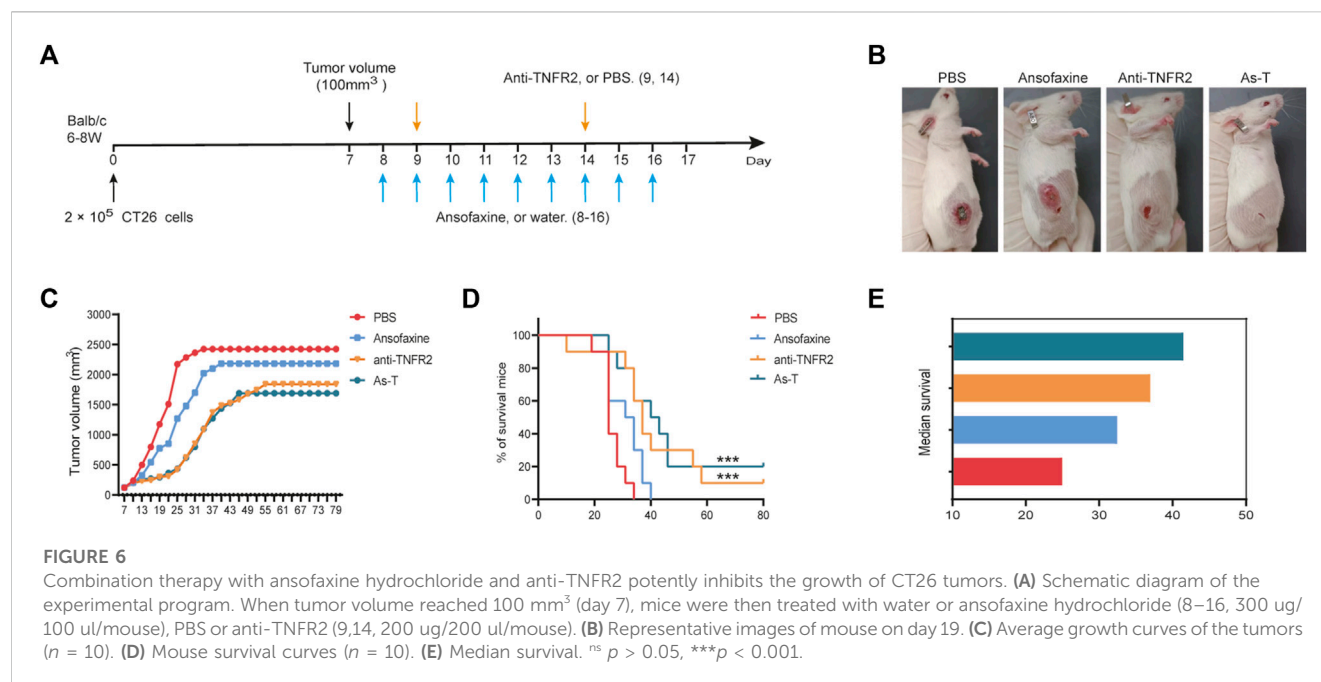 A
Tumor volume
(100mm³ )
Anti-TNFR2, or PBS. (9, 14)
Balb/c
6-8W
0 7 8 9 10 11 12 13 14 15 16 17 Day
2 × 10⁵ CT26 cells
Ansofaxine, or water. (8-16)
B
PBS Ansofaxine Anti-TNFR2 As-T
C
Tumor volume (mm³)
3000
2500
2000
1500
1000
500
0
7 13 19 25 31 37 43 49 55 61 67 73 79
PBS
Ansofaxine
anti-TNFR2
As-T
D
% of survival mice
100
80
60
40
20
0
0 20 40 60 80
***
***
PBS
Ansofaxine
anti-TNFR2
As-T
E
Median survival
10 20 30 40 50
FIGURE 6
Combination therapy with ansofaxine hydrochloride and anti-TNFR2 potently inhibits the growth of CT26 tumors. (A) Schematic diagram of the
experimental program. When tumor volume reached 100 mm³ (day 7), mice were then treated with water or ansofaxine hydrochloride (8–16, 300 ug/
100 ul/mouse), PBS or anti-TNFR2 (9,14, 200 ug/200 ul/mouse). (B) Representative images of mouse on day 19. (C) Average growth curves of the tumors
(n = 10). (D) Mouse survival curves (n = 10). (E) Median survival. ns p > 0.05, ***p < 0.001.